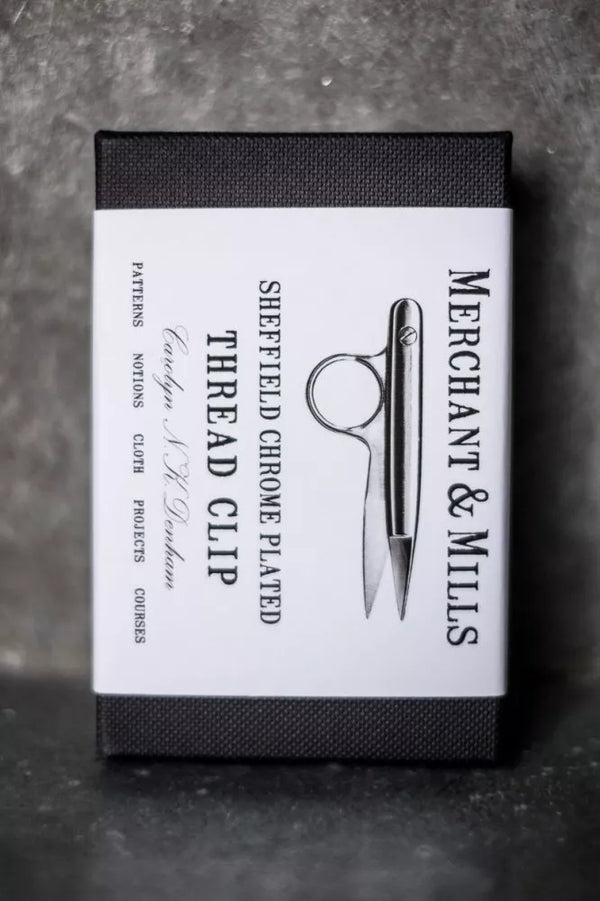 MERCHANT & MILLS
SHEFFIELD CHROME PLATED
THREAD CLIP
Carolyn N.K. Denham
PATTERNS NOTIONS CLOTH PROJECTS COURSES